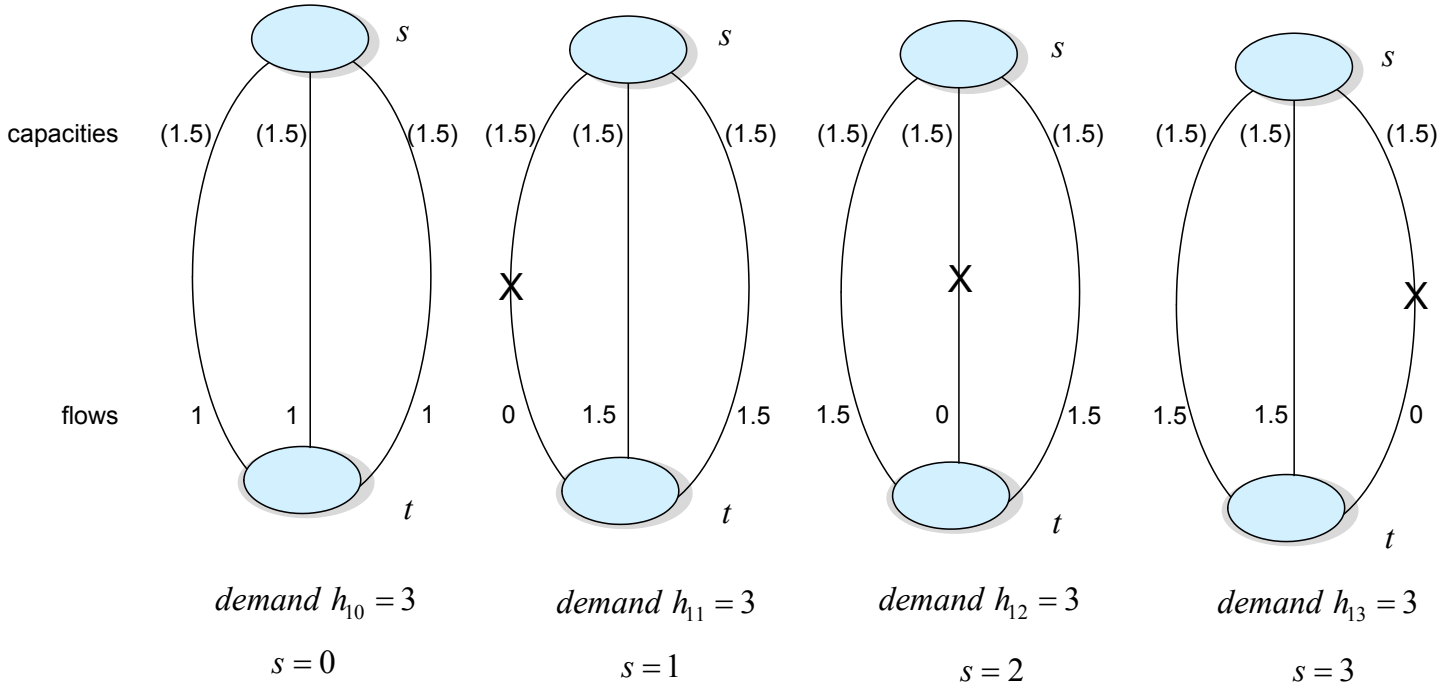 s s s s
capacities (1.5) (1.5) (1.5) (1.5) (1.5) (1.5) (1.5) (1.5) (1.5) (1.5) (1.5) (1.5)
X X X
flows 1 1 1 0 1.5 1.5 1.5 0 1.5 1.5 1.5 0
t t t t
demand h₁₀ = 3 demand h₁₁ = 3 demand h₁₂ = 3 demand h₁₃ = 3
s = 0 s = 1 s = 2 s = 3